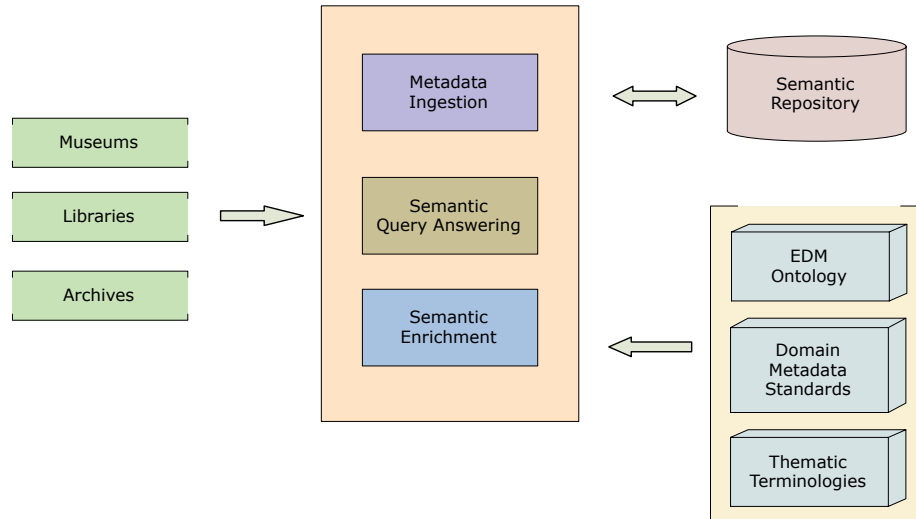 Museums
Libraries
Archives
Metadata
Ingestion
Semantic
Query Answering
Semantic
Enrichment
Semantic
Repository
EDM
Ontology
Domain
Metadata
Standards
Thematic
Terminologies